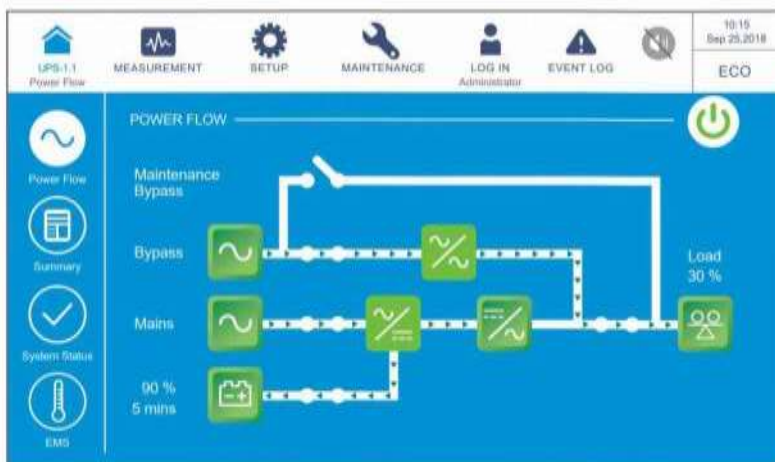 10:15
Sep 25,2018
UPS-1.1
Power Flow
MEASUREMENT
SETUP
MAINTENANCE
LOG IN
Administrator
EVENT LOG
ECO
POWER FLOW
Power Flow
Maintenance
Bypass
Bypass
Summary
Load
30 %
Mains
System Status
90 %
5 mins
EMS